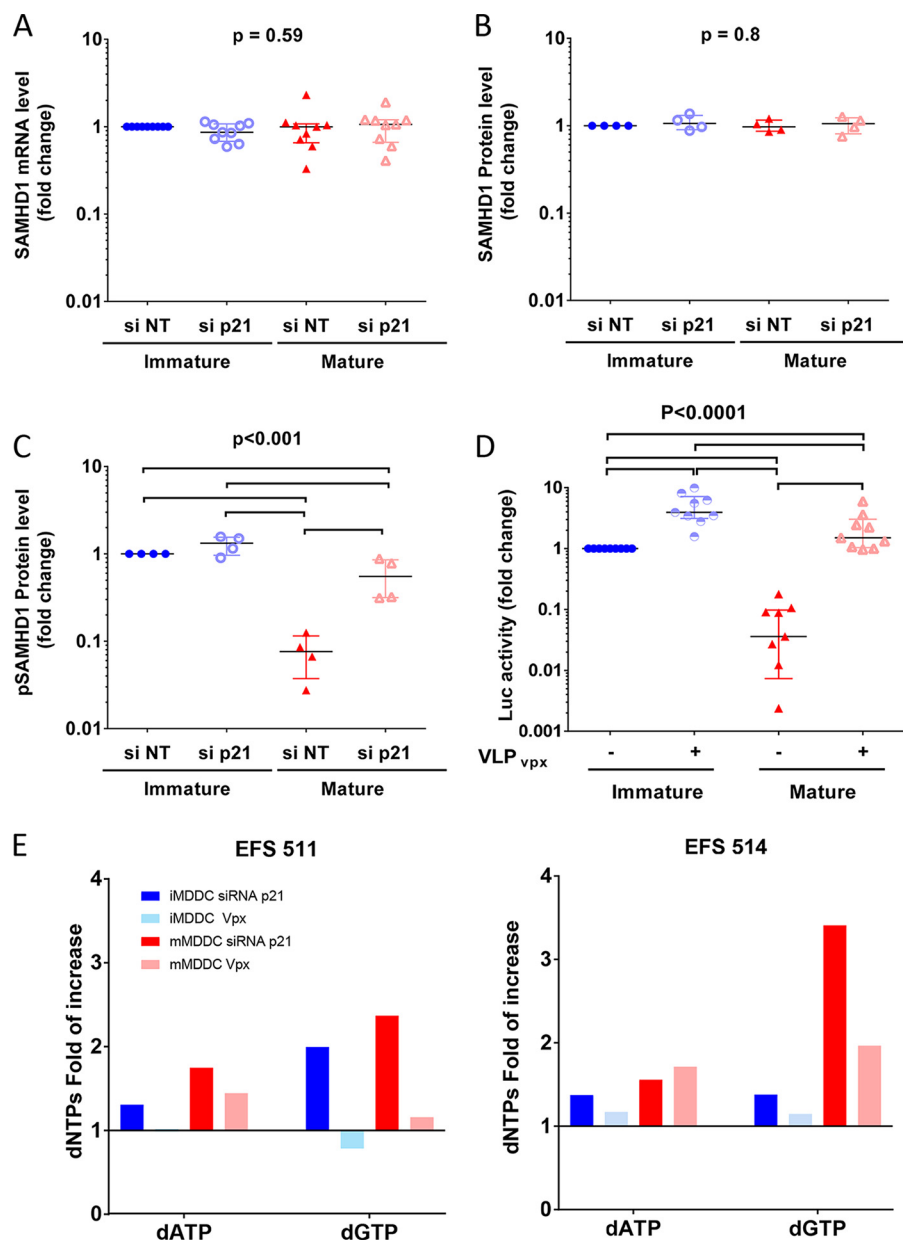 A
p = 0.59
SAMHD1 mRNA level
(fold change)
10
1
0.1
0.01
si NT si p21 si NT si p21
Immature Mature
B
p = 0.8
SAMHD1 Protein level
(fold change)
10
1
0.1
0.01
si NT si p21 si NT si p21
Immature Mature
C
p<0.001
pSAMHD1 Protein level
(fold change)
10
1
0.1
0.01
si NT si p21 si NT si p21
Immature Mature
D
P<0.0001
Luc activity (fold change)
10
1
0.1
0.01
0.001
VLP vpx - + - +
Immature Mature
E
EFS 511
dNTPs Fold of increase
4
3
2
1
0
iMDDC siRNA p21
iMDDC Vpx
mMDDC siRNA p21
mMDDC Vpx
dATP dGTP
EFS 514
dNTPs Fold of increase
4
3
2
1
0
dATP dGTP